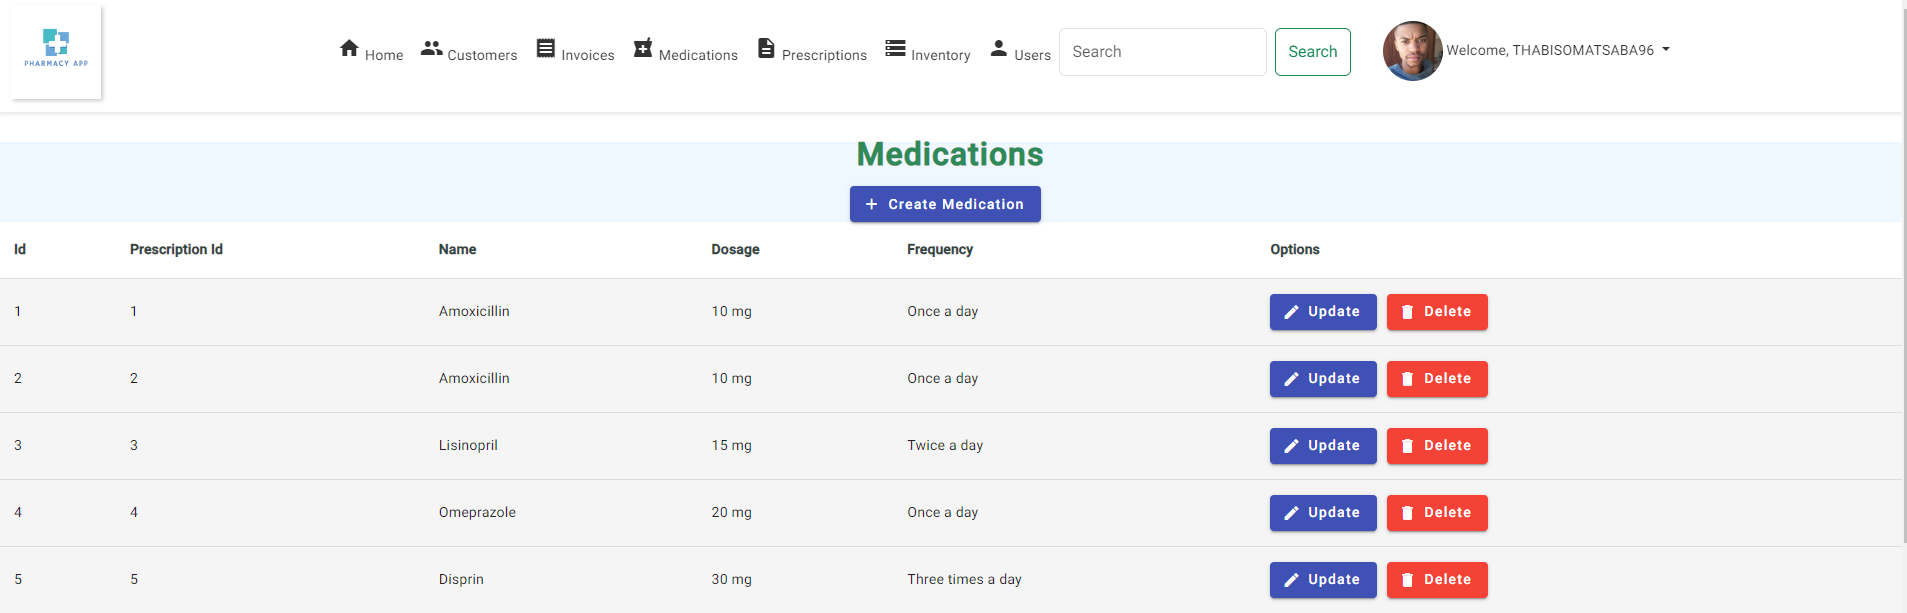 PHARMACY APP
Home Customers Invoices Medications Prescriptions Inventory Users Search Search Welcome, THABISOMATSABA96
Medications
+ Create Medication
Id Prescription Id Name Dosage Frequency Options
1 1 Amoxicillin 10 mg Once a day Update Delete
2 2 Amoxicillin 10 mg Once a day Update Delete
3 3 Lisinopril 15 mg Twice a day Update Delete
4 4 Omeprazole 20 mg Once a day Update Delete
5 5 Disprin 30 mg Three times a day Update Delete